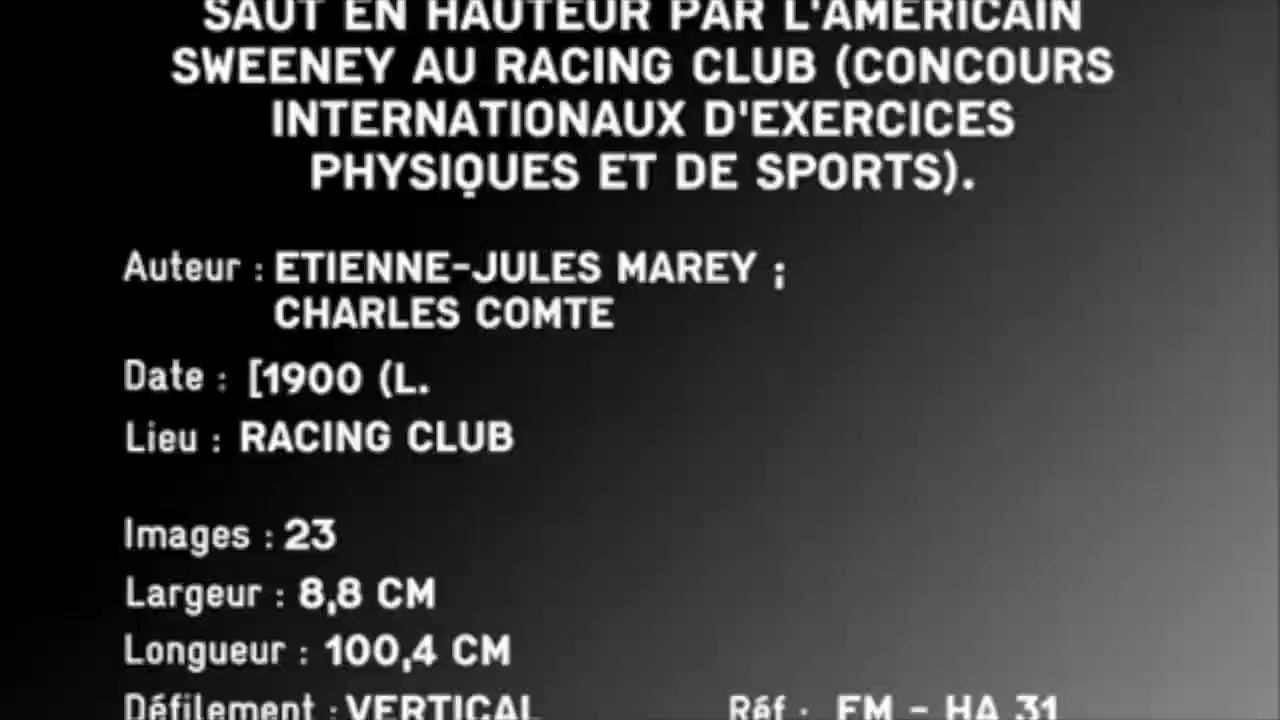 SAUT EN HAUTEUR PAR L'AMERICAIN
SWEENEY AU RACING CLUB (CONCOURS
INTERNATIONAUX D'EXERCICES
PHYSIQUES ET DE SPORTS).
Auteur : ETIENNE-JULES MAREY ;
CHARLES COMTE
Date : [1900 (L.
Lieu : RACING CLUB
Images : 23
Largeur : 8,8 CM
Longueur : 100,4 CM
Défilement : VERTICAL Réf : FM - HA 31